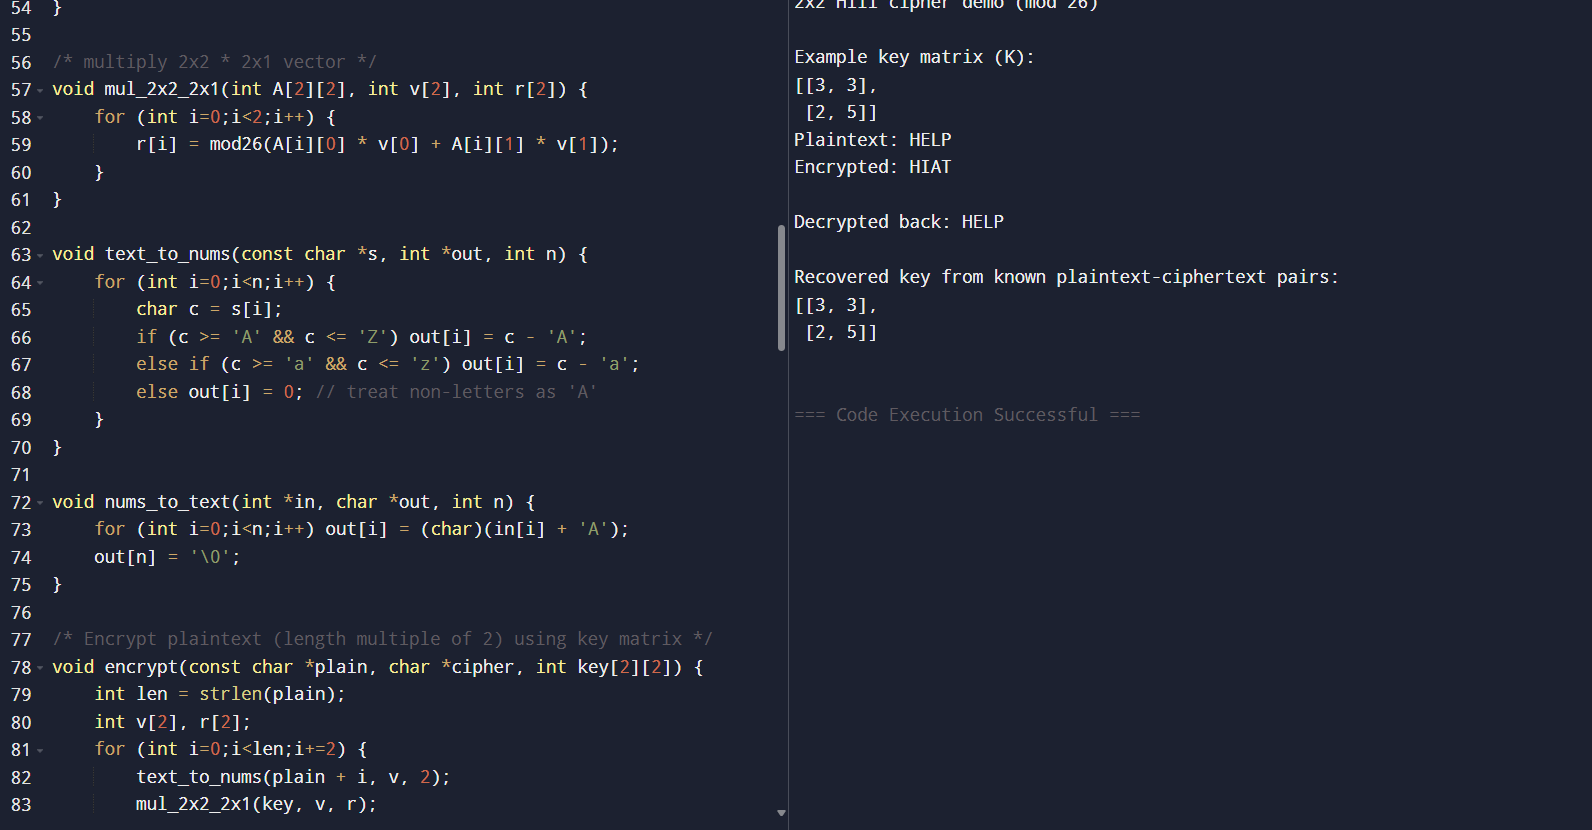 54 }
55
56 /* multiply 2x2 * 2x1 vector */
57 void mul_2x2_2x1(int A[2][2], int v[2], int r[2]) {
58     for (int i=0;i<2;i++) {
59         r[i] = mod26(A[i][0] * v[0] + A[i][1] * v[1]);
60     }
61 }
62
63 void text_to_nums(const char *s, int *out, int n) {
64     for (int i=0;i<n;i++) {
65         char c = s[i];
66         if (c >= 'A' && c <= 'Z') out[i] = c - 'A';
67         else if (c >= 'a' && c <= 'z') out[i] = c - 'a';
68         else out[i] = 0; // treat non-letters as 'A'
69     }
70 }
71
72 void nums_to_text(int *in, char *out, int n) {
73     for (int i=0;i<n;i++) out[i] = (char)(in[i] + 'A');
74     out[n] = '\0';
75 }
76
77 /* Encrypt plaintext (length multiple of 2) using key matrix */
78 void encrypt(const char *plain, char *cipher, int key[2][2]) {
79     int len = strlen(plain);
80     int v[2], r[2];
81     for (int i=0;i<len;i+=2) {
82         text_to_nums(plain + i, v, 2);
83         mul_2x2_2x1(key, v, r);
2x2 Hill cipher demo (mod 26)
Example key matrix (K):
[[3, 3],
 [2, 5]]
Plaintext: HELP
Encrypted: HIAT
Decrypted back: HELP
Recovered key from known plaintext-ciphertext pairs:
[[3, 3],
 [2, 5]]
=== Code Execution Successful ===